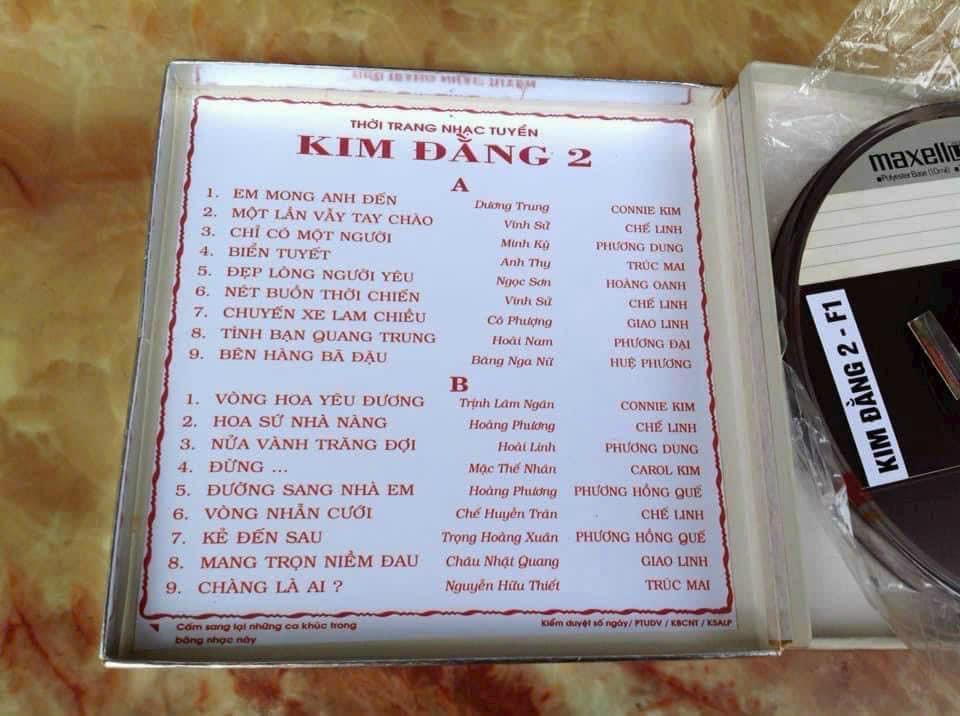 THỜI TRANG NHẠC TUYỂN
KIM ĐẰNG 2
A
1. EM MONG ANH ĐẾN Dương Trung CONNIE KIM
2. MỘT LẦN VẪY TAY CHÀO Vinh Sử CHẾ LINH
3. CHỈ CÓ MỘT NGƯỜI Minh Kỳ PHƯƠNG DUNG
4. BIỂN TUYẾT Anh Thy TRÚC MAI
5. ĐẸP LÒNG NGƯỜI YÊU Ngọc Sơn HOÀNG OANH
6. NÉT BUỒN THỜI CHIẾN Vinh Sử CHẾ LINH
7. CHUYẾN XE LAM CHIỀU Cô Phượng GIAO LINH
8. TÌNH BẠN QUANG TRUNG Hoài Nam PHƯƠNG ĐẠI
9. BÊN HÀNG BÃ ĐẬU Băng Nga Nữ HUỆ PHƯƠNG
B
1. VÒNG HOA YÊU ĐƯƠNG Trịnh Lâm Ngân CONNIE KIM
2. HOA SỨ NHÀ NÀNG Hoàng Phương CHẾ LINH
3. NỬA VÀNH TRĂNG ĐỢI Hoài Linh PHƯƠNG DUNG
4. ĐỪNG ... Mặc Thế Nhân CAROL KIM
5. ĐƯỜNG SANG NHÀ EM Hoàng Phương PHƯƠNG HỒNG QUẾ
6. VÒNG NHẪN CƯỚI Chế Huyền Trân CHẾ LINH
7. KẺ ĐẾN SAU Trọng Hoàng Xuân PHƯƠNG HỒNG QUẾ
8. MANG TRỌN NIỀM ĐAU Châu Nhật Quang GIAO LINH
9. CHÀNG LÀ AI ? Nguyễn Hữu Thiết TRÚC MAI
Cấm sang lại những ca khúc trong
băng nhạc này
Kiểm duyệt số ngày / PTUDV / KBCNT / KSALP
maxell
Polyester Base (1.0mil)
KIM ĐẰNG 2 - F1